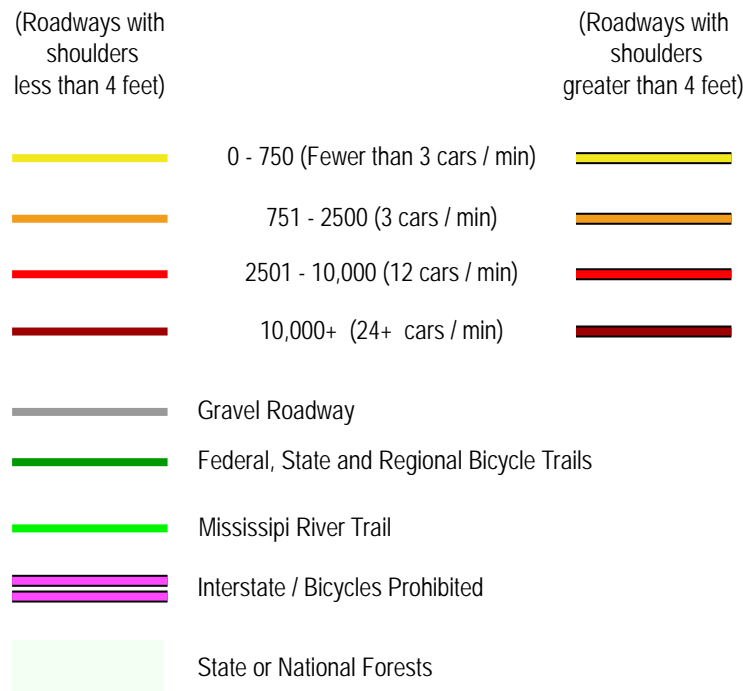 (Roadways with
shoulders
less than 4 feet)
(Roadways with
shoulders
greater than 4 feet)
0 - 750 (Fewer than 3 cars / min)
751 - 2500 (3 cars / min)
2501 - 10,000 (12 cars / min)
10,000+ (24+ cars / min)
Gravel Roadway
Federal, State and Regional Bicycle Trails
Mississipi River Trail
Interstate / Bicycles Prohibited
State or National Forests